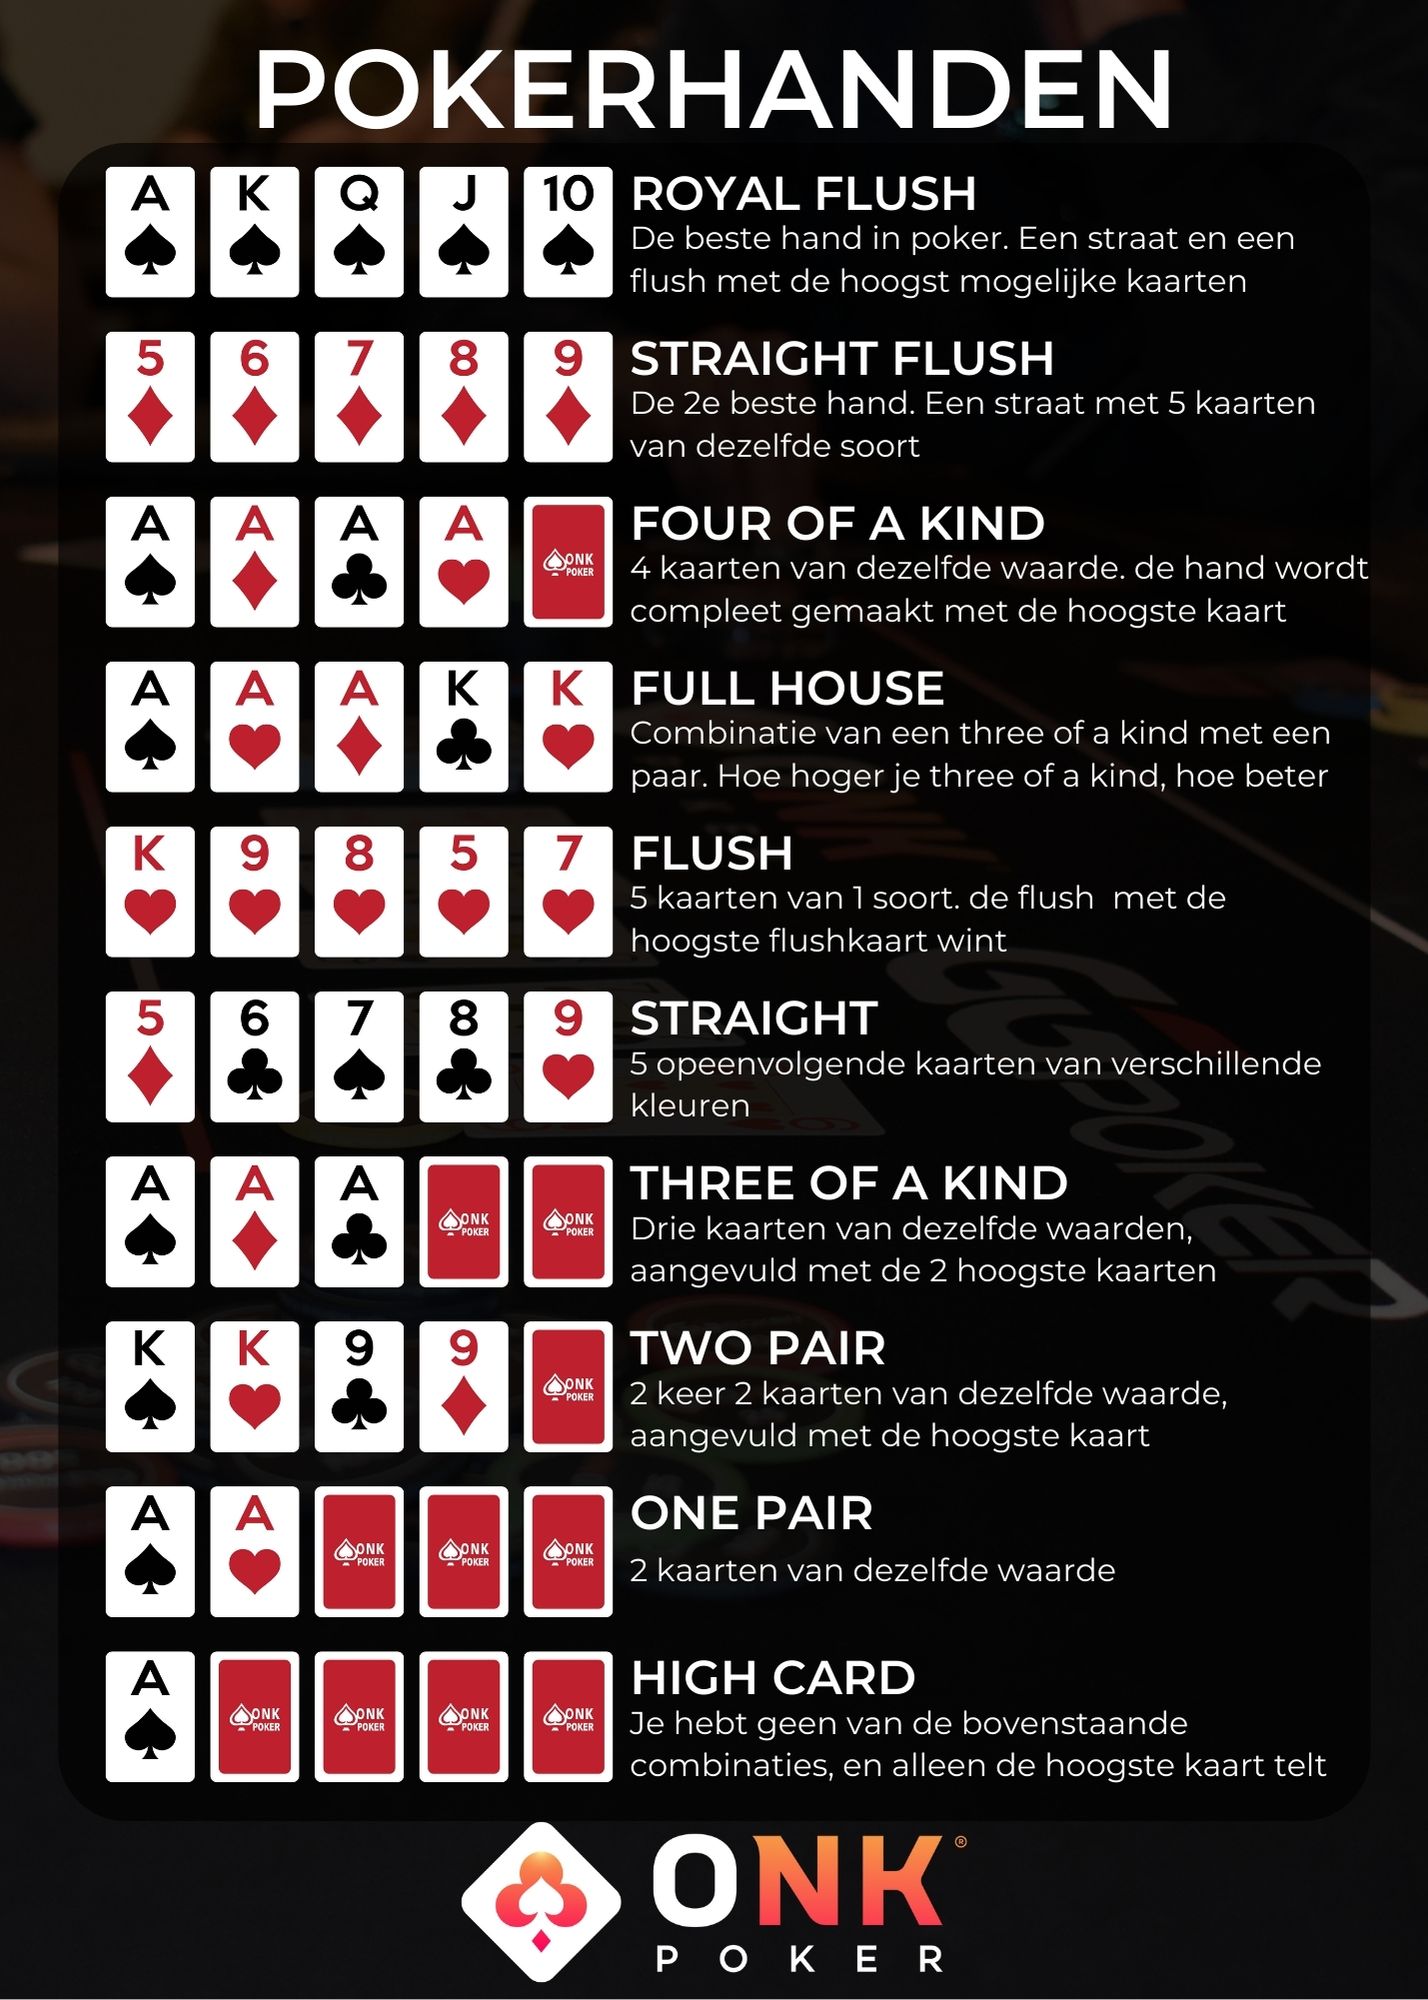 POKERHANDEN
A K Q J 10
ROYAL FLUSH
De beste hand in poker. Een straat en een
flush met de hoogst mogelijke kaarten
5 6 7 8 9
STRAIGHT FLUSH
De 2e beste hand. Een straat met 5 kaarten
van dezelfde soort
A A A A
ONK
POKER
FOUR OF A KIND
4 kaarten van dezelfde waarde. de hand wordt
compleet gemaakt met de hoogste kaart
A A A K K
FULL HOUSE
Combinatie van een three of a kind met een
paar. Hoe hoger je three of a kind, hoe beter
K 9 8 5 7
FLUSH
5 kaarten van 1 soort. de flush  met de
hoogste flushkaart wint
5 6 7 8 9
STRAIGHT
5 opeenvolgende kaarten van verschillende
kleuren
A A A
ONK ONK
POKER POKER
THREE OF A KIND
Drie kaarten van dezelfde waarden,
aangevuld met de 2 hoogste kaarten
K K 9 9
ONK
POKER
TWO PAIR
2 keer 2 kaarten van dezelfde waarde,
aangevuld met de hoogste kaart
A A
ONK ONK ONK
POKER POKER POKER
ONE PAIR
2 kaarten van dezelfde waarde
A
ONK ONK ONK ONK
POKER POKER POKER POKER
HIGH CARD
Je hebt geen van de bovenstaande
combinaties, en alleen de hoogste kaart telt
GGPOKER
ONK®
POKER